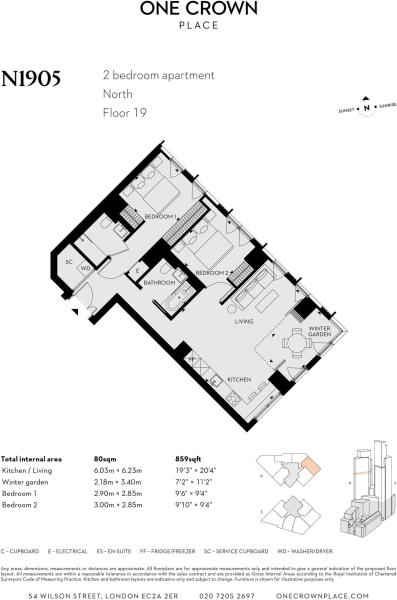 ONE CROWN
PLACE
N1905
2 bedroom apartment
North
Floor 19
SUNSET
N
SUNRISE
BEDROOM 1
SC
WD
E
BEDROOM 2
BATHROOM
LIVING
WINTER
GARDEN
FF
KITCHEN
Total internal area 80sqm 859sqft
Kitchen / Living 6.03m × 6.23m 19'3" × 20'4"
Winter garden 2.18m × 3.40m 7'2" × 11'2"
Bedroom 1 2.90m × 2.85m 9'6" × 9'4"
Bedroom 2 3.00m × 2.85m 9'10" × 9'4"
N
S
N
S
C – CUPBOARD E – ELECTRICAL ES – EN-SUITE FF – FRIDGE/FREEZER SC – SERVICE CUPBOARD WD – WASHER/DRYER
Any areas, dimensions, measurements or distances are approximate. All floorplans are for approximate measurements only and intended to give a general indication of the proposed floor
layout. All measurements are within a reasonable tolerance in accordance with the sales contract and are provided as Gross Internal Areas according to the Royal Institution of Chartered
Surveyors Code of Measuring Practice. Kitchen and bathroom layouts are indicative only and subject to change. Furniture is shown for illustrative purposes only.
54 WILSON STREET, LONDON EC2A 2ER 020 7205 2697 ONECROWNPLACE.COM